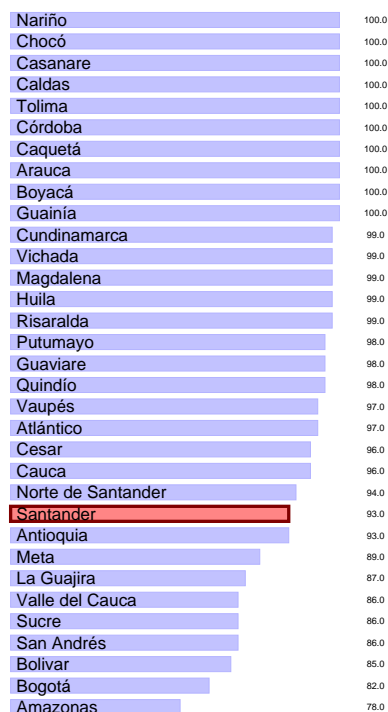 Nariño 100.0
Chocó 100.0
Casanare 100.0
Caldas 100.0
Tolima 100.0
Córdoba 100.0
Caquetá 100.0
Arauca 100.0
Boyacá 100.0
Guainía 100.0
Cundinamarca 99.0
Vichada 99.0
Magdalena 99.0
Huila 99.0
Risaralda 99.0
Putumayo 98.0
Guaviare 98.0
Quindío 98.0
Vaupés 97.0
Atlántico 97.0
Cesar 96.0
Cauca 96.0
Norte de Santander 94.0
Santander 93.0
Antioquia 93.0
Meta 89.0
La Guajira 87.0
Valle del Cauca 86.0
Sucre 86.0
San Andrés 86.0
Bolivar 85.0
Bogotá 82.0
Amazonas 78.0